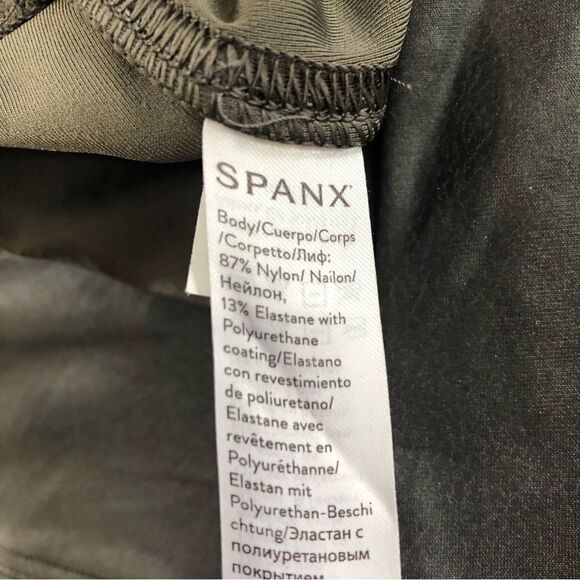 SPANX
Body/Cuerpo/Corps
/Corpetto/Лиф:
87% Nylon/ Nailon/
Нейлон,
13% Elastane with
Polyurethane
coating/Elastano
con revestimiento
de poliuretano/
Elastane avec
revêtement en
Polyuréthanne/
Elastan mit
Polyurethan-Beschi
chtung/Эластан с
полиуретановым
покрытием